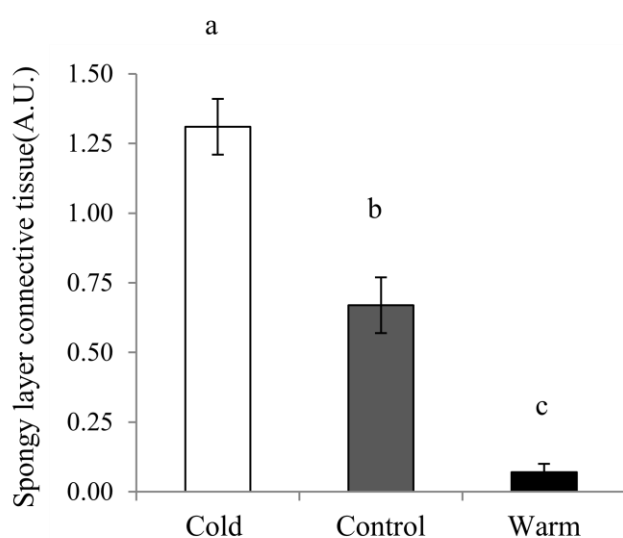 Spongy layer connective tissue(A.U.)
1.50
1.25
1.00
0.75
0.50
0.25
0.00
a
b
c
Cold
Control
Warm